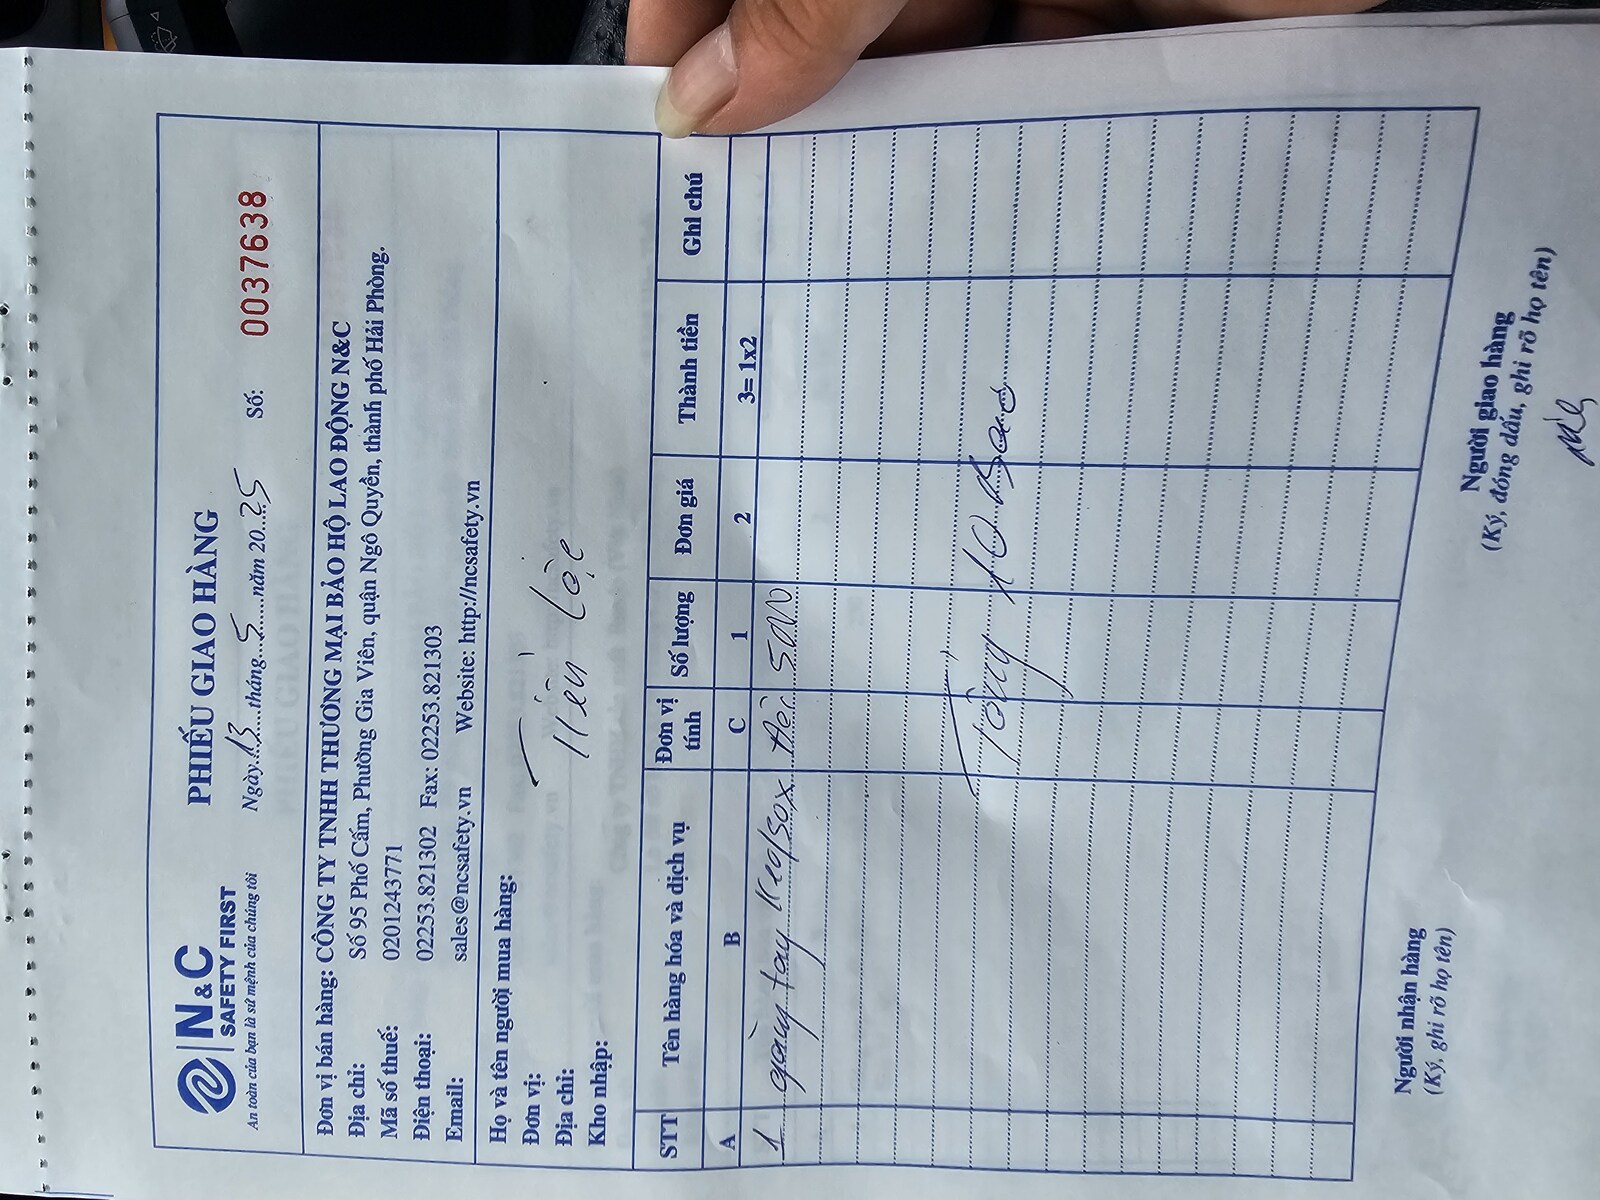 N&C
SAFETY FIRST
An toàn của bạn là sứ mệnh của chúng tôi
PHIẾU GIAO HÀNG
Ngày 13 tháng 5 năm 2025
Số: 0037638
Đơn vị bán hàng: CÔNG TY TNHH THƯƠNG MẠI BẢO HỘ LAO ĐỘNG N&C
Địa chỉ: Số 95 Phố Cấm, Phường Gia Viên, quận Ngô Quyền, thành phố Hải Phòng.
Mã số thuế: 0201243771
Điện thoại: 02253.821302 Fax: 02253.821303
Email: sales@ncsafety.vn Website: http://ncsafety.vn
Họ và tên người mua hàng:
Đơn vị: Tiến Lộc
Địa chỉ:
Kho nhập:
STT Tên hàng hóa và dịch vụ Đơn vị tính Số lượng Đơn giá Thành tiền Ghi chú
A B C 1 2 3= 1x2
1 găng tay
Tổng 10 bao
Người nhận hàng
(Ký, ghi rõ họ tên)
Người giao hàng
(Ký, đóng dấu, ghi rõ họ tên)